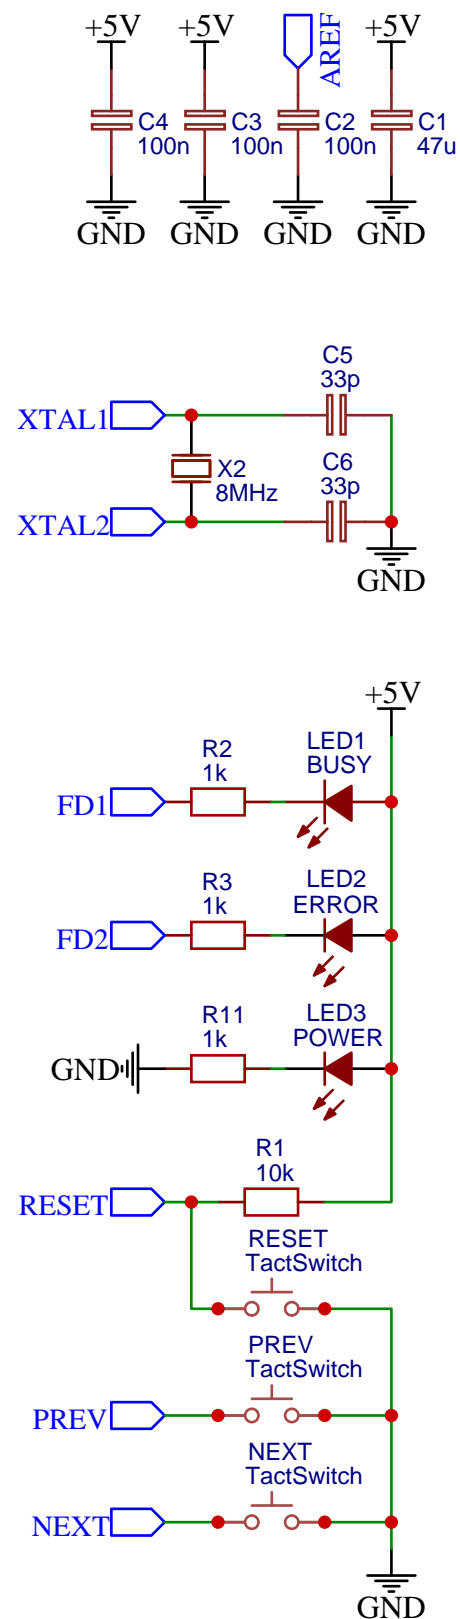 +5V +5V AREF +5V
C4 C3 C2 C1
100n 100n 100n 47u
GND GND GND GND
C5
33p
XTAL1
X2
8MHz
C6
33p
XTAL2
GND
+5V
R2 LED1
1k BUSY
FD1
R3 LED2
1k ERROR
FD2
R11 LED3
1k POWER
GND
R1
10k
RESET
RESET
TactSwitch
PREV
TactSwitch
PREV
NEXT
TactSwitch
NEXT
GND